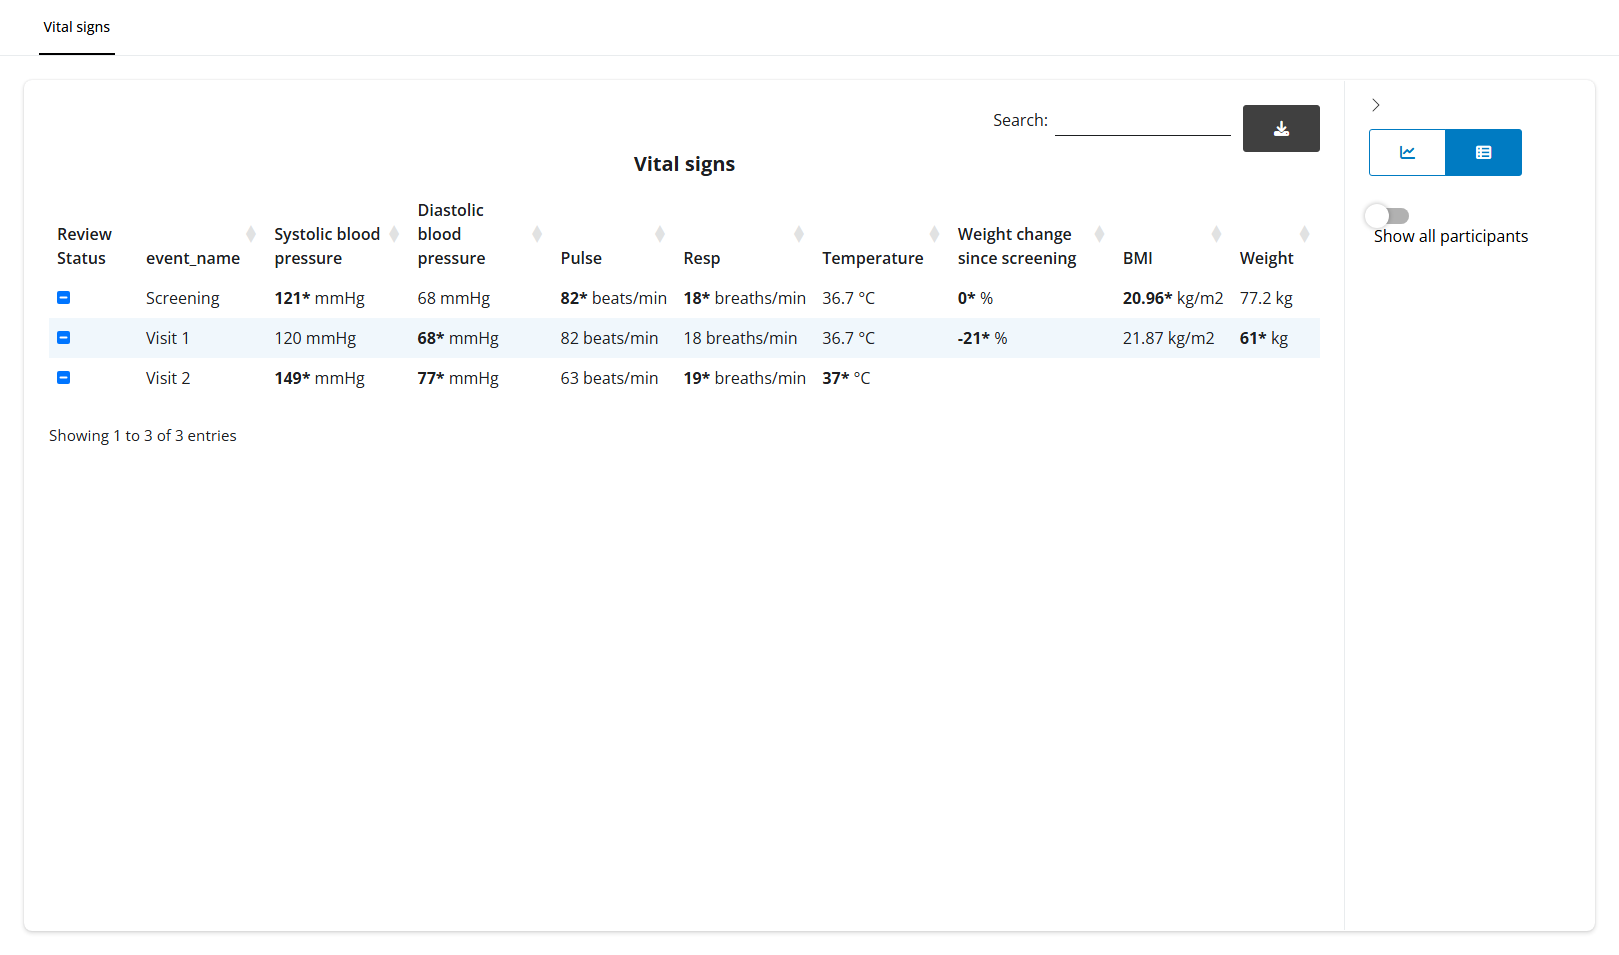 Vital signs
Search:
Vital signs
Review Status event_name Systolic blood pressure Diastolic blood pressure Pulse Resp Temperature Weight change since screening BMI Weight
Screening 121* mmHg 68 mmHg 82* beats/min 18* breaths/min 36.7 °C 0* % 20.96* kg/m2 77.2 kg
Visit 1 120 mmHg 68* mmHg 82 beats/min 18 breaths/min 36.7 °C -21* % 21.87 kg/m2 61* kg
Visit 2 149* mmHg 77* mmHg 63 beats/min 19* breaths/min 37* °C
Showing 1 to 3 of 3 entries
Show all participants